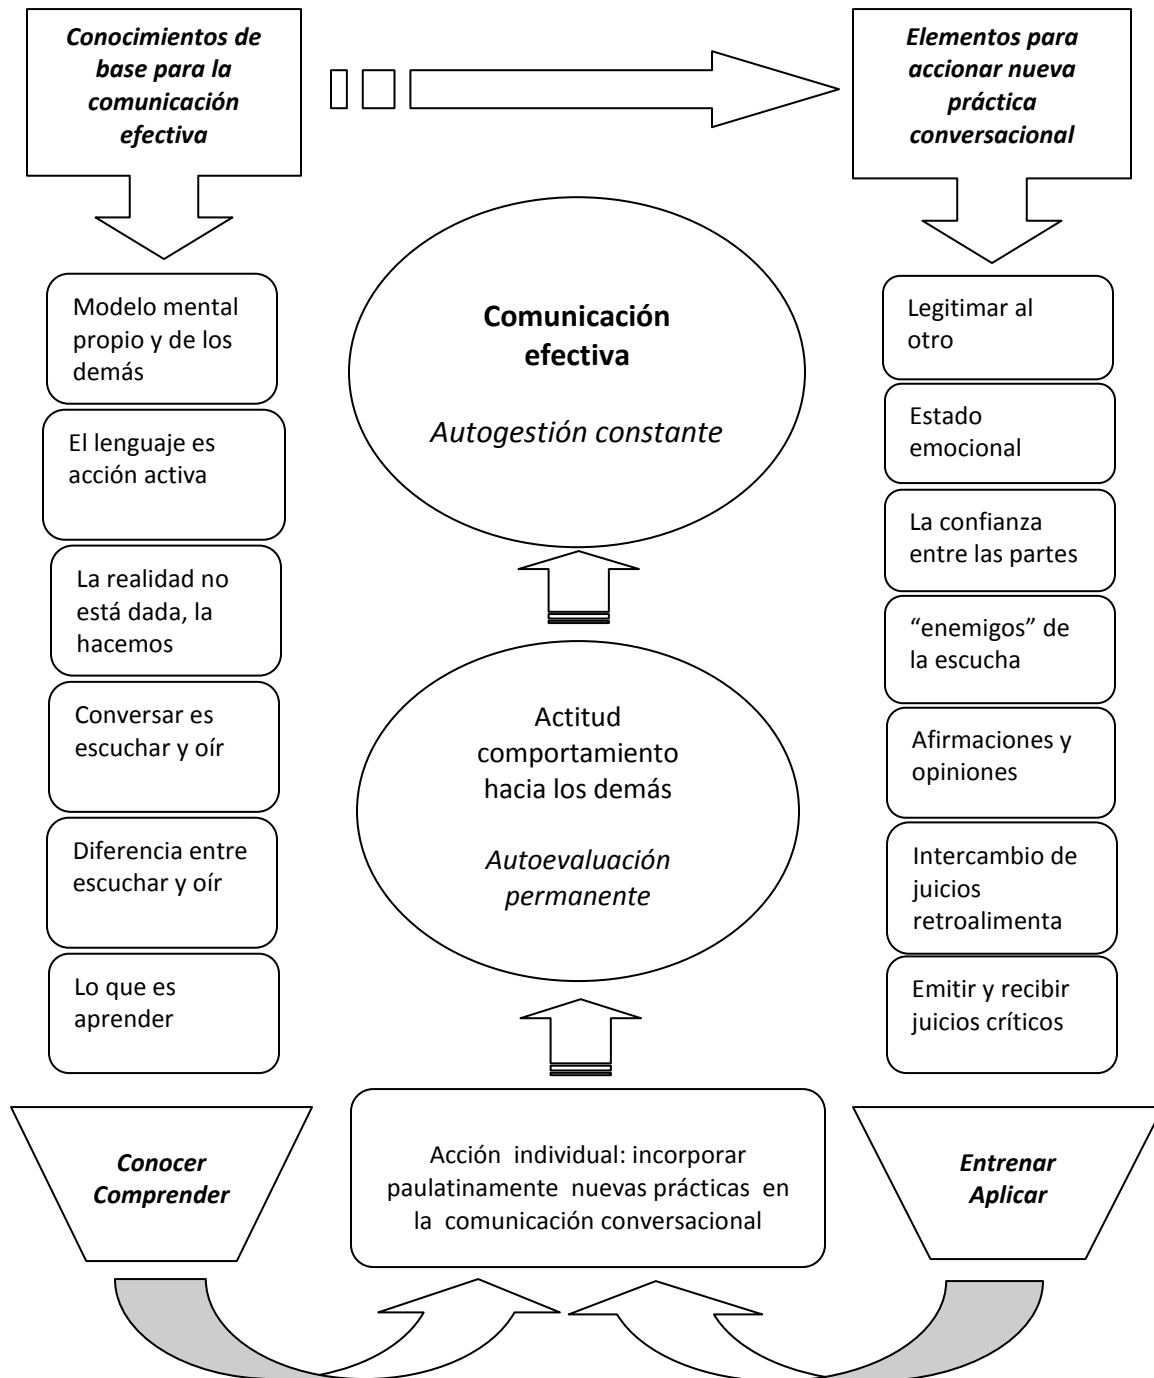 Conocimientos de
base para la
comunicación
efectiva
Elementos para
accionar nueva
práctica
conversacional
Modelo mental
propio y de los
demás
El lenguaje es
acción activa
La realidad no
está dada, la
hacemos
Conversar es
escuchar y oír
Diferencia entre
escuchar y oír
Lo que es
aprender
Conocer
Comprender
Comunicación
efectiva
Autogestión constante
Actitud
comportamiento
hacia los demás
Autoevaluación
permanente
Acción individual: incorporar
paulatinamente nuevas prácticas en
la comunicación conversacional
Legitimar al
otro
Estado
emocional
La confianza
entre las partes
“enemigos” de
la escucha
Afirmaciones y
opiniones
Intercambio de
juicios
retroalimenta
Emitir y recibir
juicios críticos
Entrenar
Aplicar